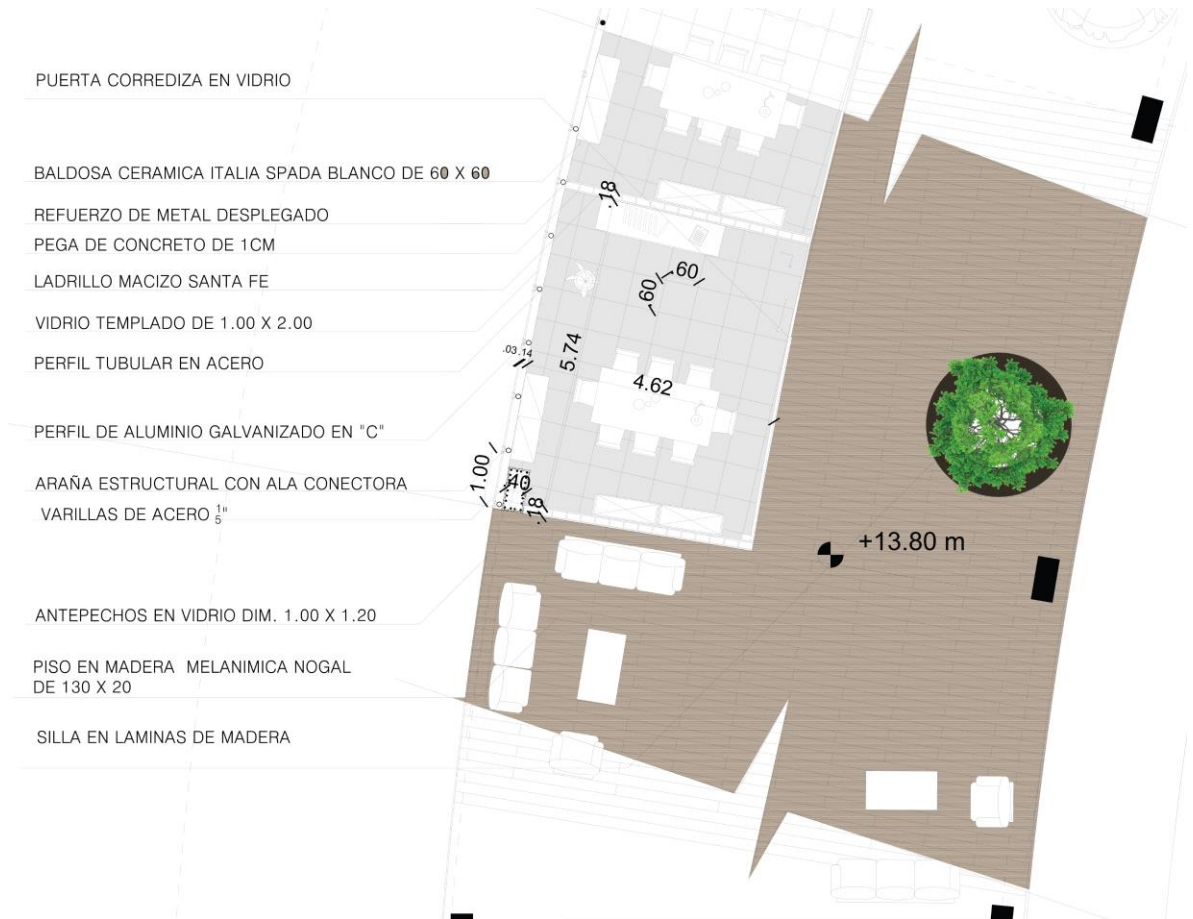 PUERTA CORREDIZA EN VIDRIO
BALDOSA CERAMICA ITALIA SPADA BLANCO DE 60 X 60
REFUERZO DE METAL DESPLEGADO
PEGA DE CONCRETO DE 1CM
LADRILLO MACIZO SANTA FE
VIDRIO TEMPLADO DE 1.00 X 2.00
PERFIL TUBULAR EN ACERO
PERFIL DE ALUMINIO GALVANIZADO EN "C"
ARAÑA ESTRUCTURAL CON ALA CONECTORA
VARILLAS DE ACERO 1/5"
ANTEPECHOS EN VIDRIO DIM. 1.00 X 1.20
PISO EN MADERA MELANIMICA NOGAL
DE 130 X 20
SILLA EN LAMINAS DE MADERA
.18
.60
.60
.03
.14
5.74
4.62
1.00
.40
.18
+13.80 m